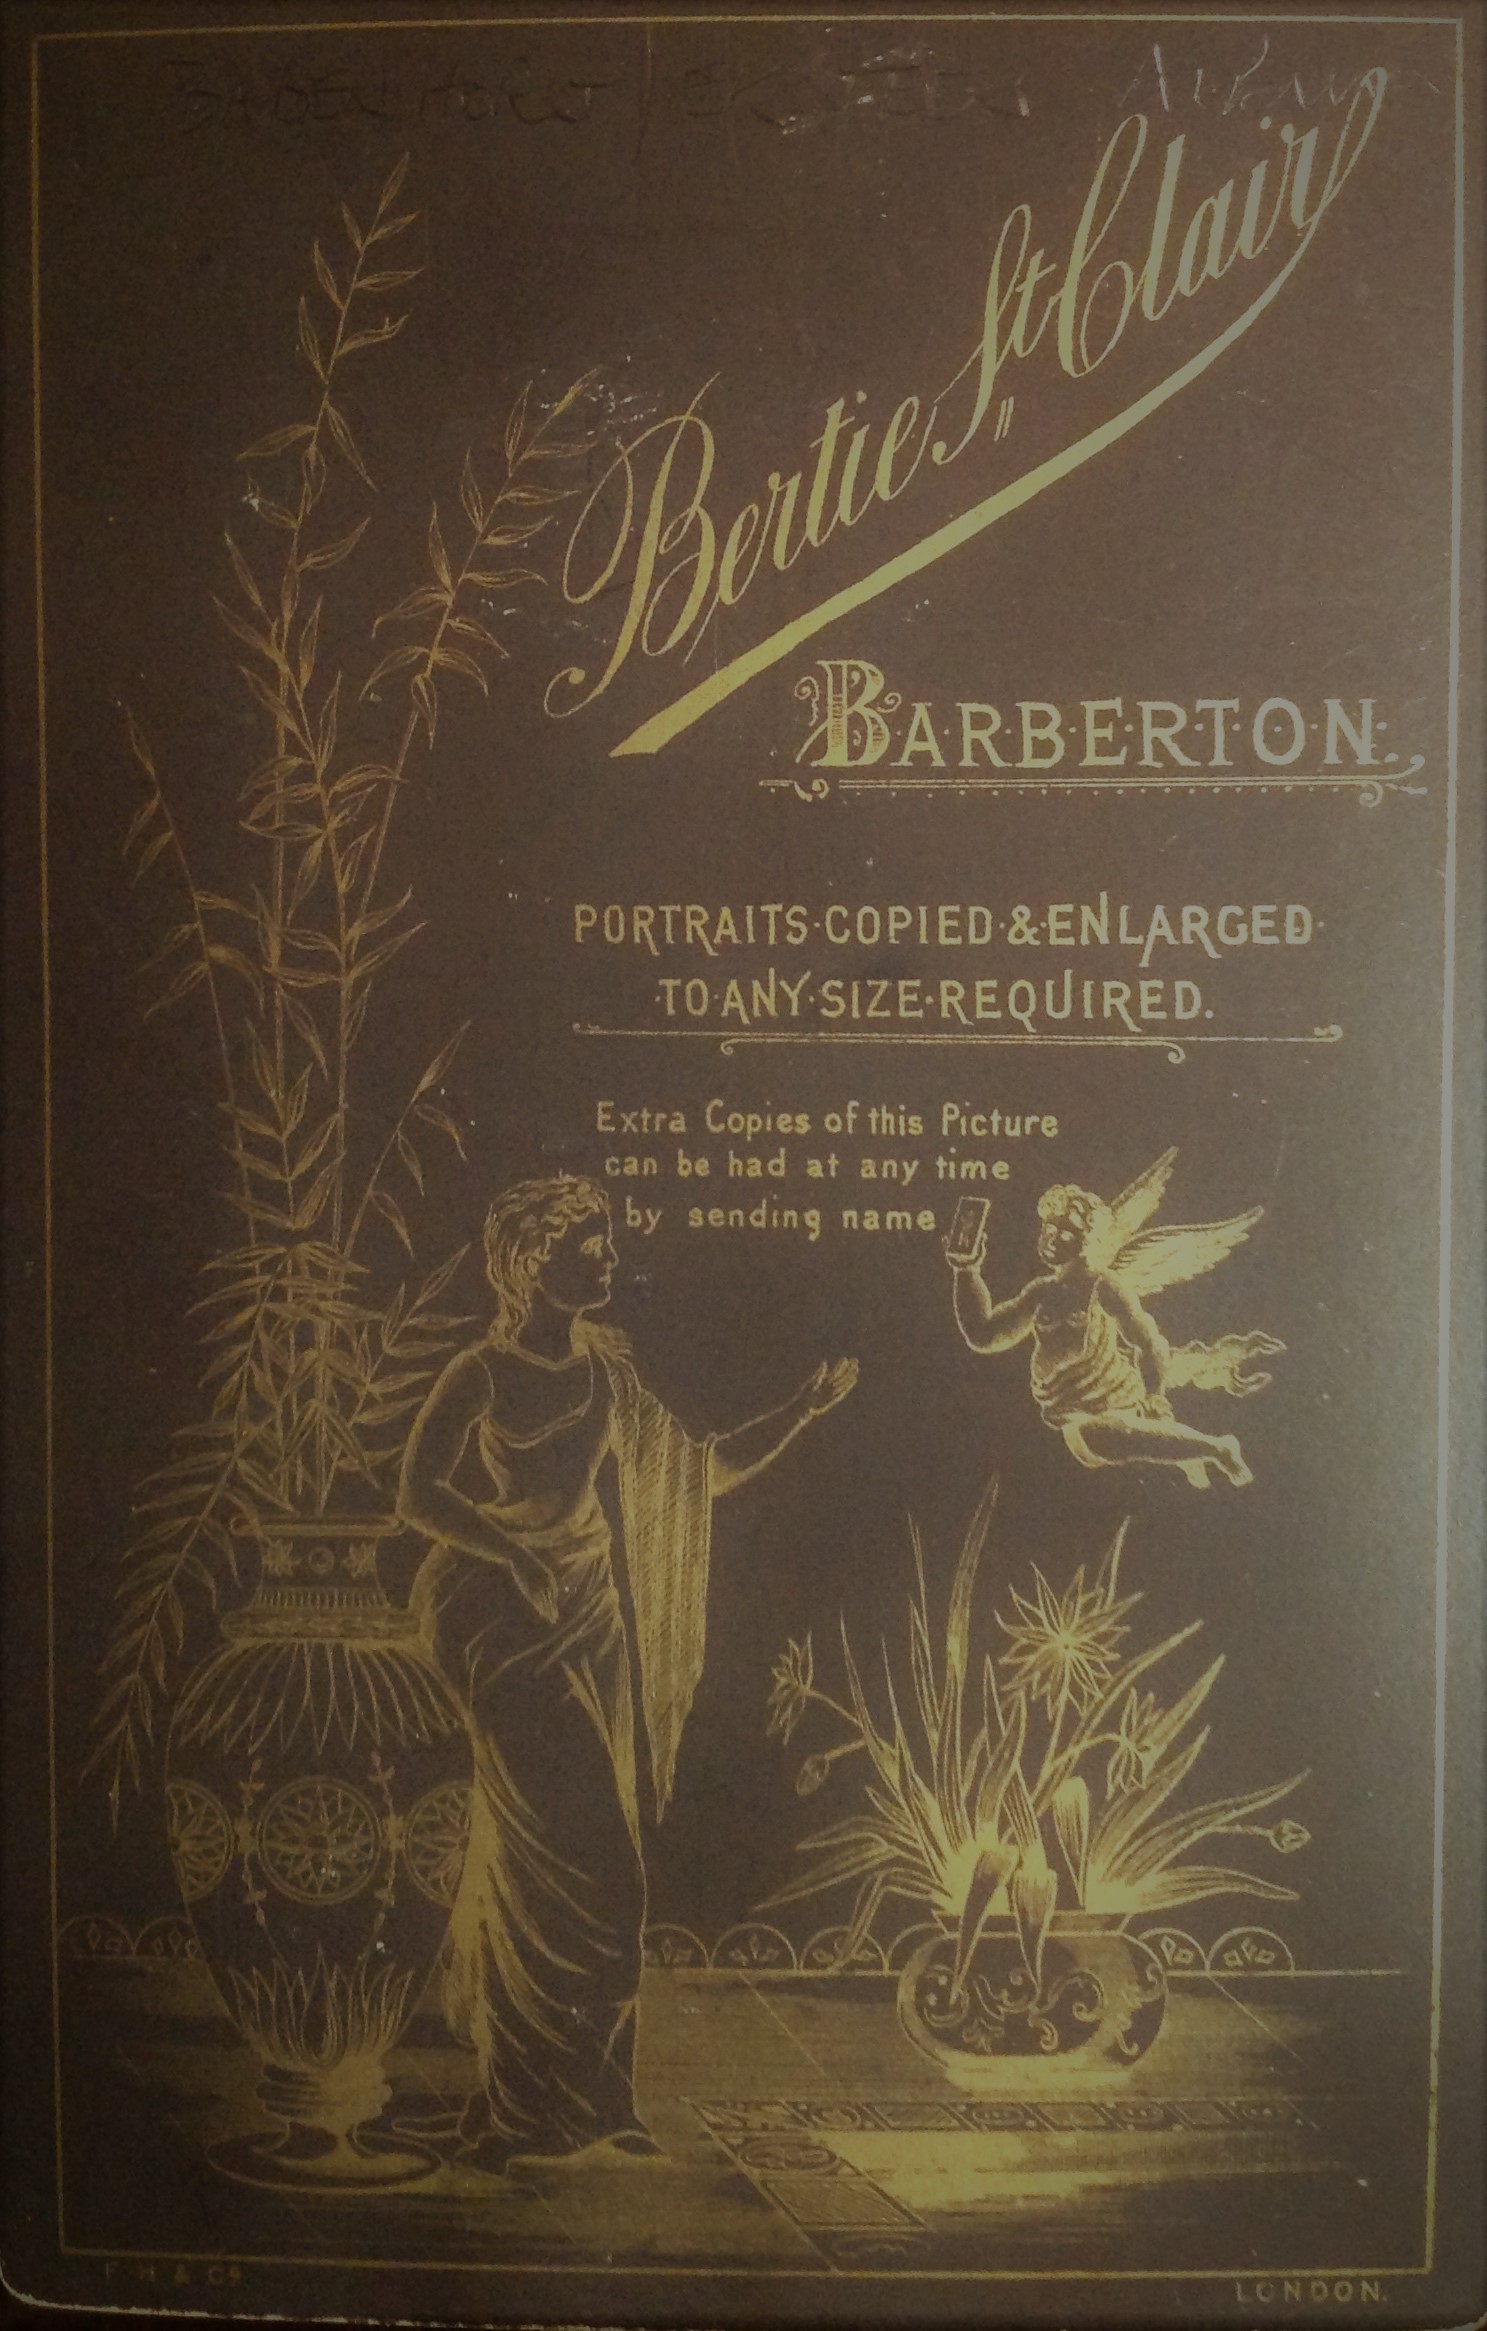 Bertie St Clair
BARBERTON.
PORTRAITS·COPIED·&·ENLARGED·
·TO·ANY·SIZE·REQUIRED.
Extra Copies of this Picture
can be had at any time
by sending name
F. H & Co.
LONDON.